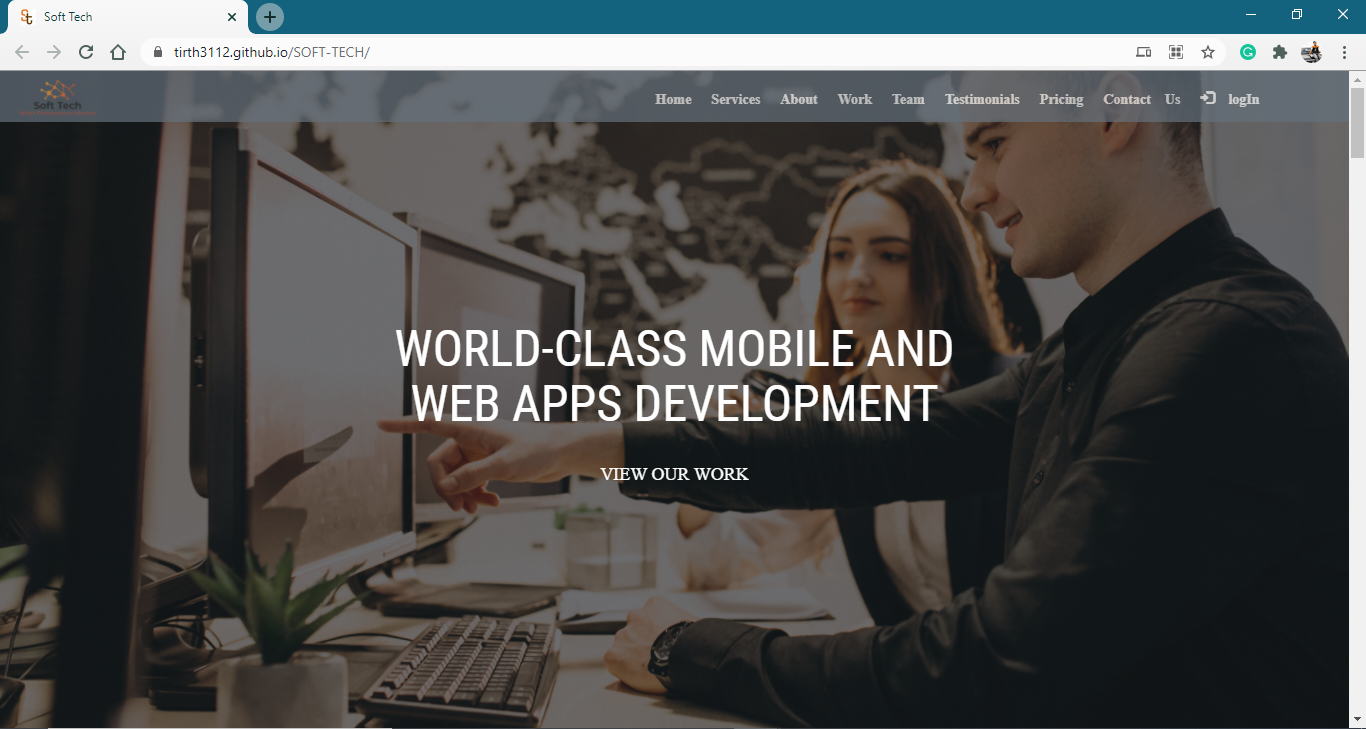 Soft Tech
tirth3112.github.io/SOFT-TECH/
Soft Tech
Home Services About Work Team Testimonials Pricing Contact Us logIn
WORLD-CLASS MOBILE AND
WEB APPS DEVELOPMENT
VIEW OUR WORK